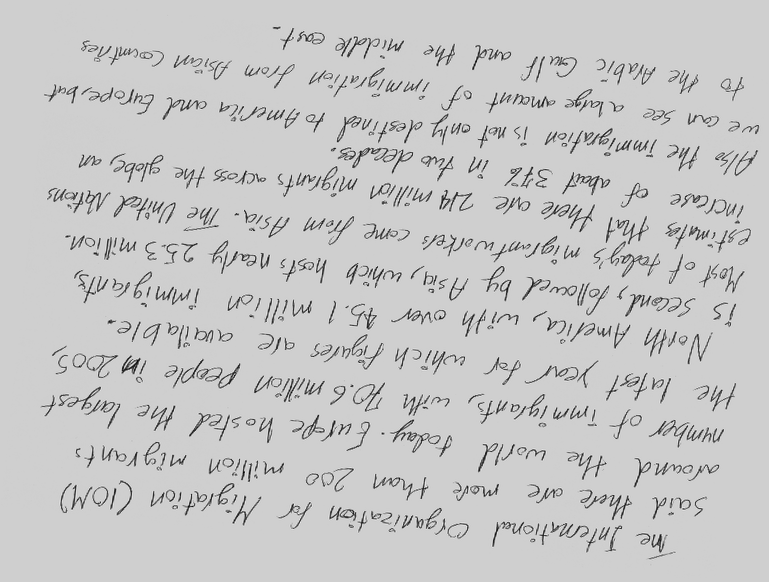 The International Organization for Migration (IOM)
said there are more than 200 million migrants
around the world today. Europe hosted the largest
number of immigrants, with 70.6 million people in 2005,
the latest year for which figures are available.
North America, with over 45.1 million immigrants,
is second, followed by Asia, which hosts nearly 25.3 million.
Most of today's migrant workers come from Asia. The United Nations
estimates that there are 214 million migrants across the globe, an
increase of about 37% in two decades.
Also the immigration is not only destined to America and Europe, but
we can see a large amount of immigration from Asian Countries
to the Arabic Gulf and the middle east.